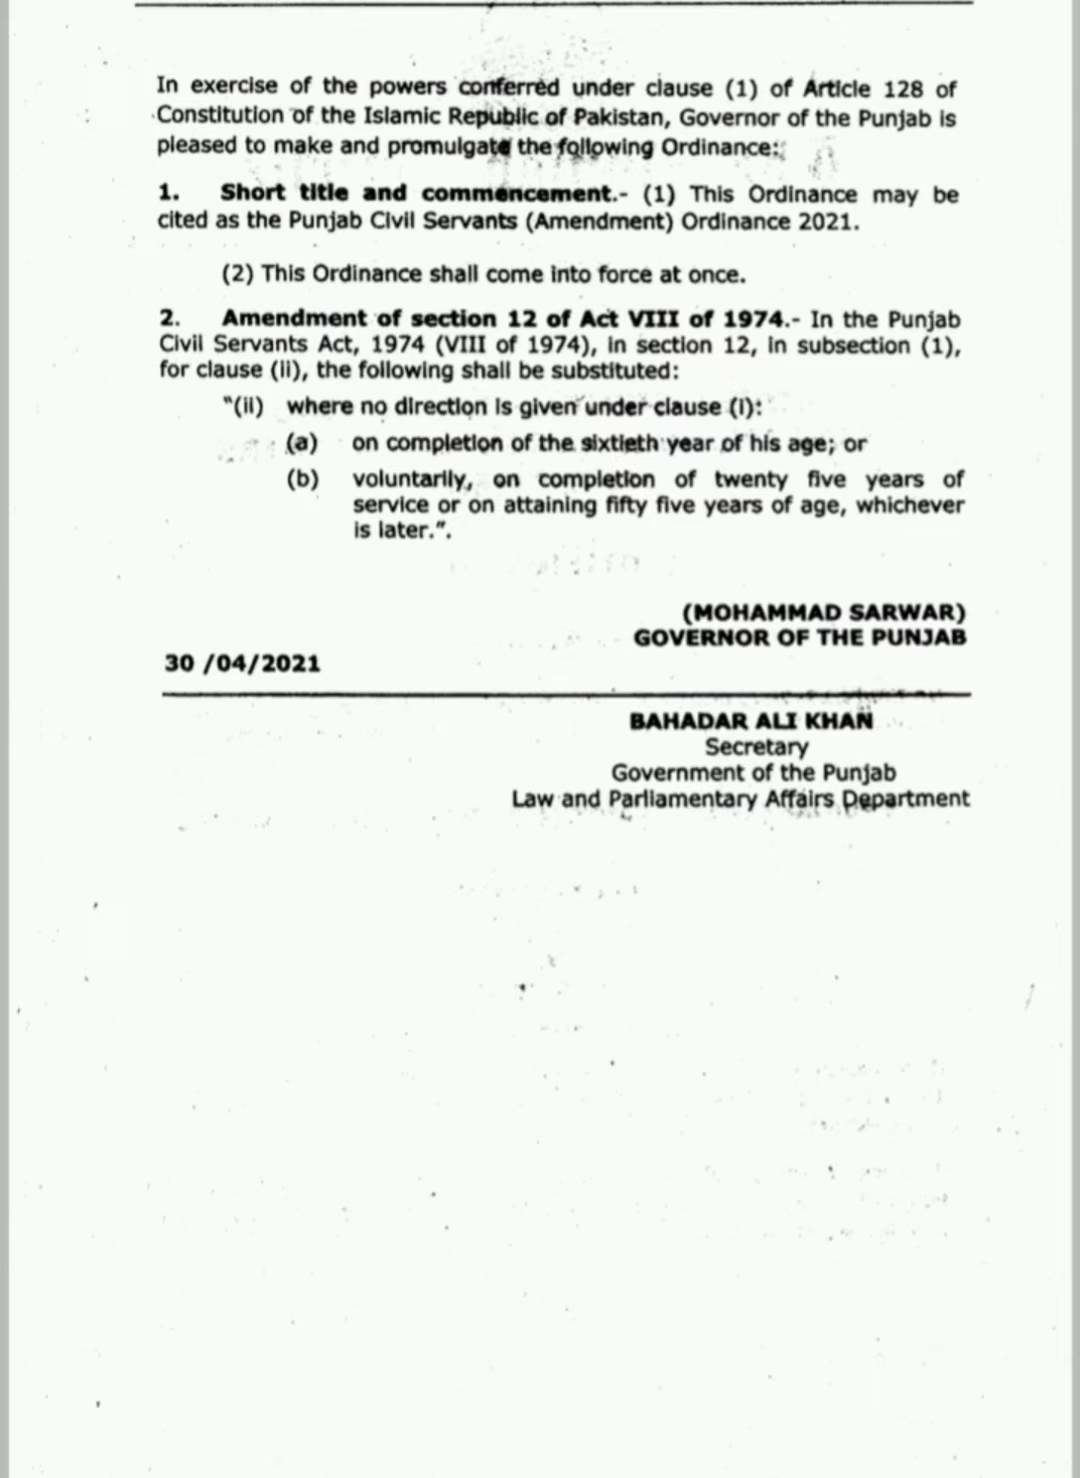 In exercise of the powers conferred under clause (1) of Article 128 of
Constitution of the Islamic Republic of Pakistan, Governor of the Punjab is
pleased to make and promulgate the following Ordinance:
1. Short title and commencement.- (1) This Ordinance may be
cited as the Punjab Civil Servants (Amendment) Ordinance 2021.
(2) This Ordinance shall come into force at once.
2. Amendment of section 12 of Act VIII of 1974.- In the Punjab
Civil Servants Act, 1974 (VIII of 1974), in section 12, in subsection (1),
for clause (ii), the following shall be substituted:
"(ii) where no direction is given under clause (i):
(a) on completion of the sixtieth year of his age; or
(b) voluntarily, on completion of twenty five years of
service or on attaining fifty five years of age, whichever
is later.".
(MOHAMMAD SARWAR)
GOVERNOR OF THE PUNJAB
30 /04/2021
BAHADAR ALI KHAN
Secretary
Government of the Punjab
Law and Parliamentary Affairs Department